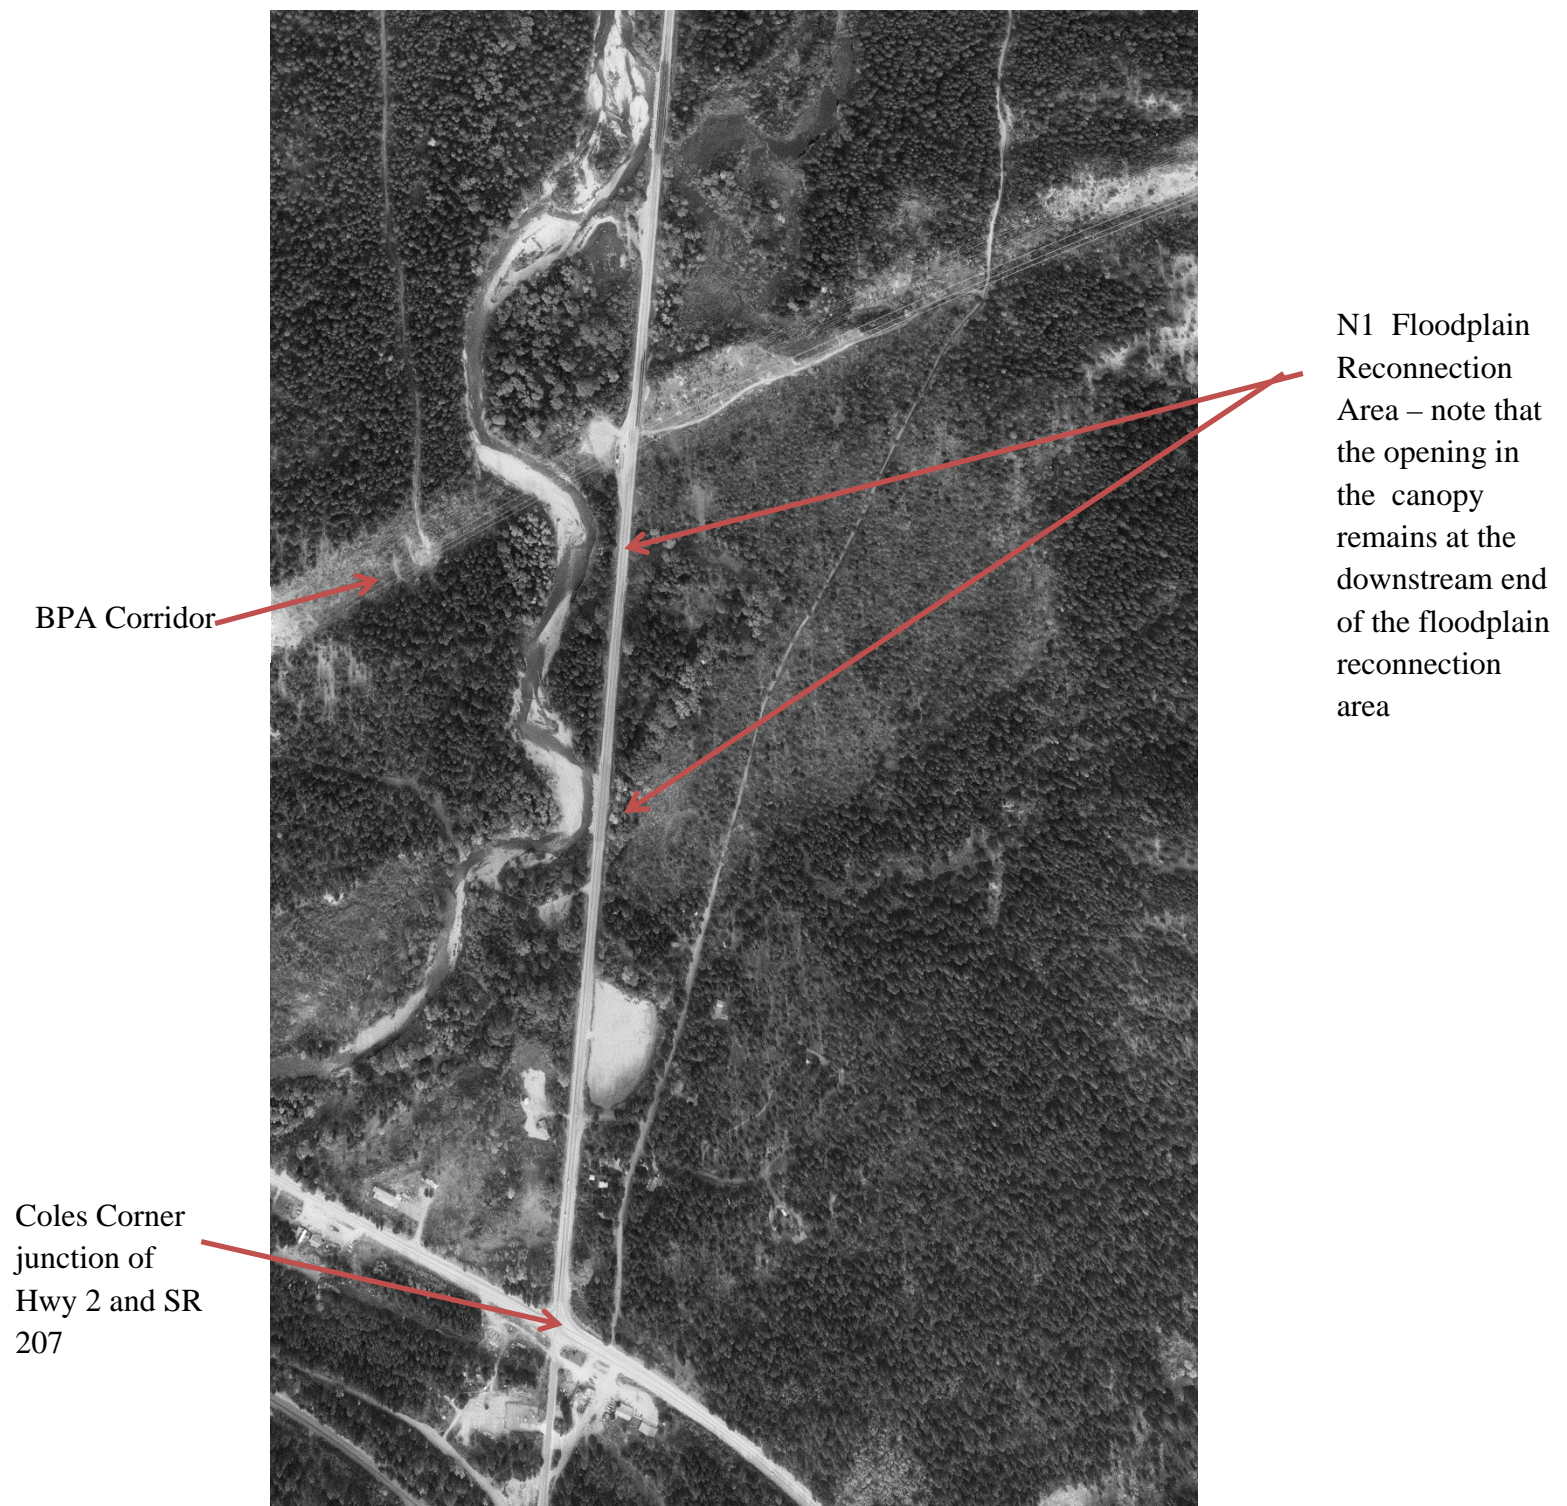 N1 Floodplain
Reconnection
Area – note that
the opening in
the canopy
remains at the
downstream end
of the floodplain
reconnection
area
BPA Corridor
Coles Corner
junction of
Hwy 2 and SR
207